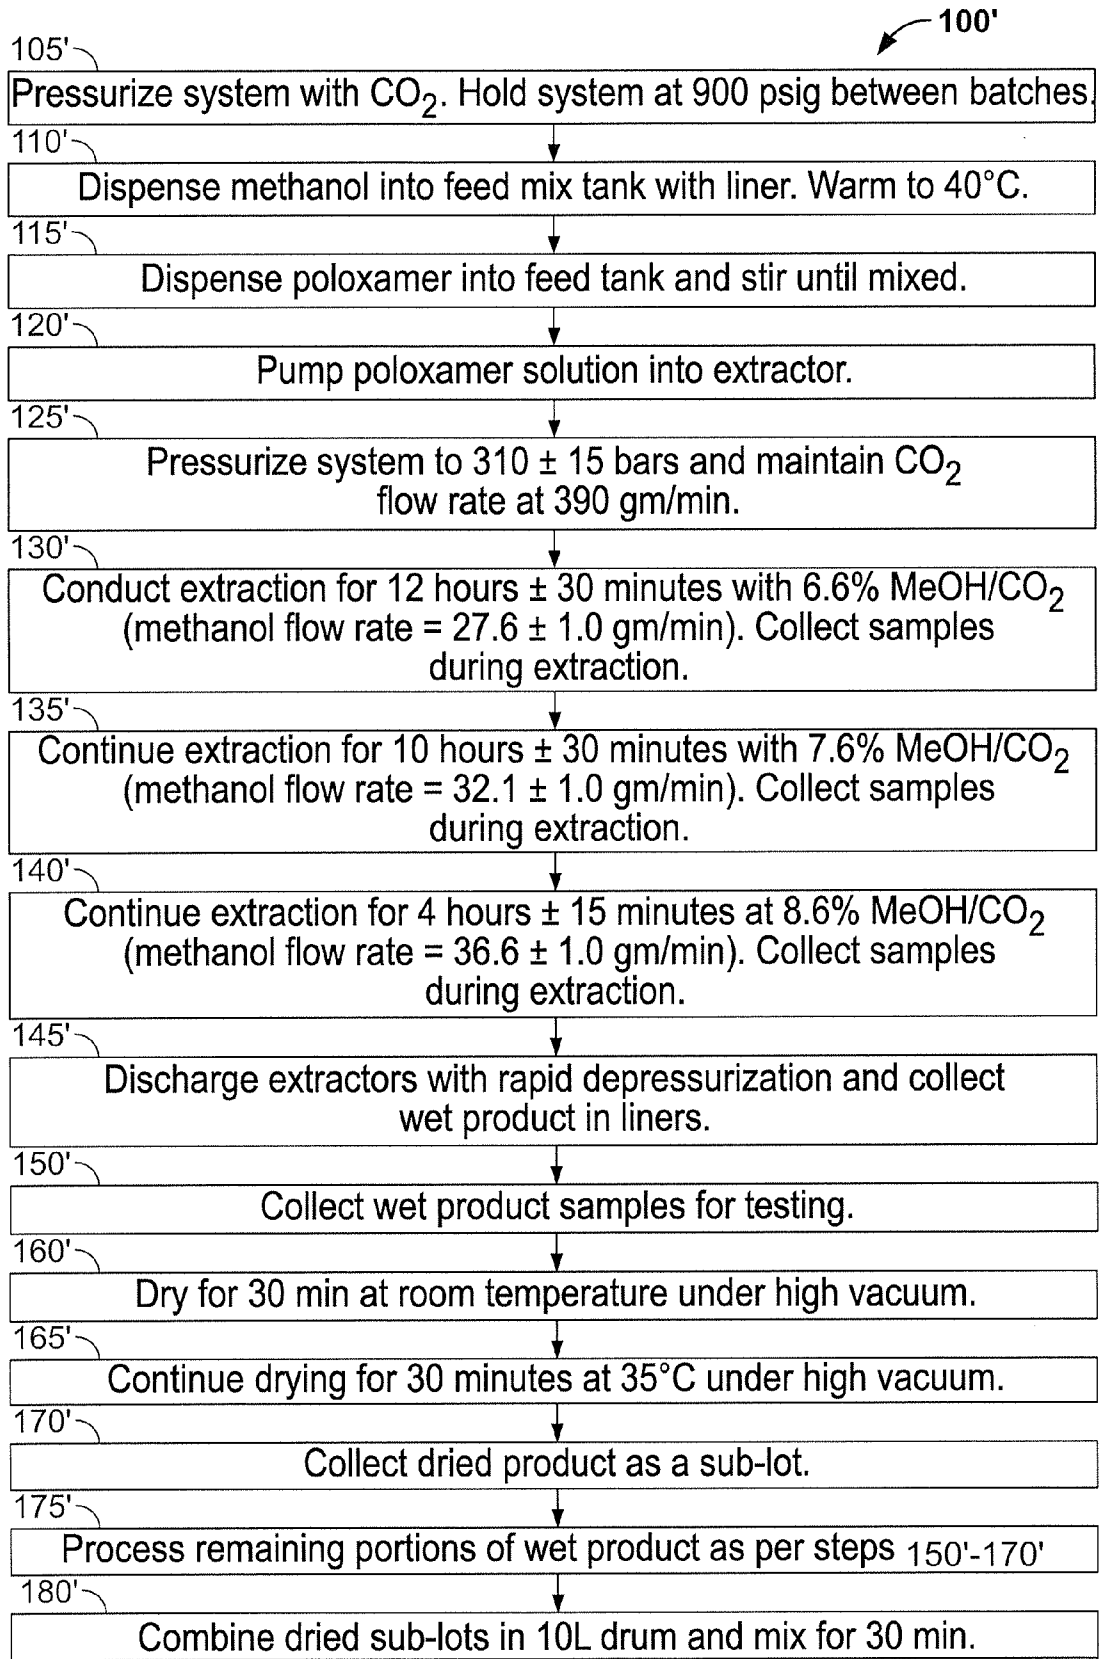 100'
105'
Pressurize system with CO₂. Hold system at 900 psig between batches.
110'
Dispense methanol into feed mix tank with liner. Warm to 40°C.
115'
Dispense poloxamer into feed tank and stir until mixed.
120'
Pump poloxamer solution into extractor.
125'
Pressurize system to 310 ± 15 bars and maintain CO₂
flow rate at 390 gm/min.
130'
Conduct extraction for 12 hours ± 30 minutes with 6.6% MeOH/CO₂
(methanol flow rate = 27.6 ± 1.0 gm/min). Collect samples
during extraction.
135'
Continue extraction for 10 hours ± 30 minutes with 7.6% MeOH/CO₂
(methanol flow rate = 32.1 ± 1.0 gm/min). Collect samples
during extraction.
140'
Continue extraction for 4 hours ± 15 minutes at 8.6% MeOH/CO₂
(methanol flow rate = 36.6 ± 1.0 gm/min). Collect samples
during extraction.
145'
Discharge extractors with rapid depressurization and collect
wet product in liners.
150'
Collect wet product samples for testing.
160'
Dry for 30 min at room temperature under high vacuum.
165'
Continue drying for 30 minutes at 35°C under high vacuum.
170'
Collect dried product as a sub-lot.
175'
Process remaining portions of wet product as per steps 150'-170'
180'
Combine dried sub-lots in 10L drum and mix for 30 min.